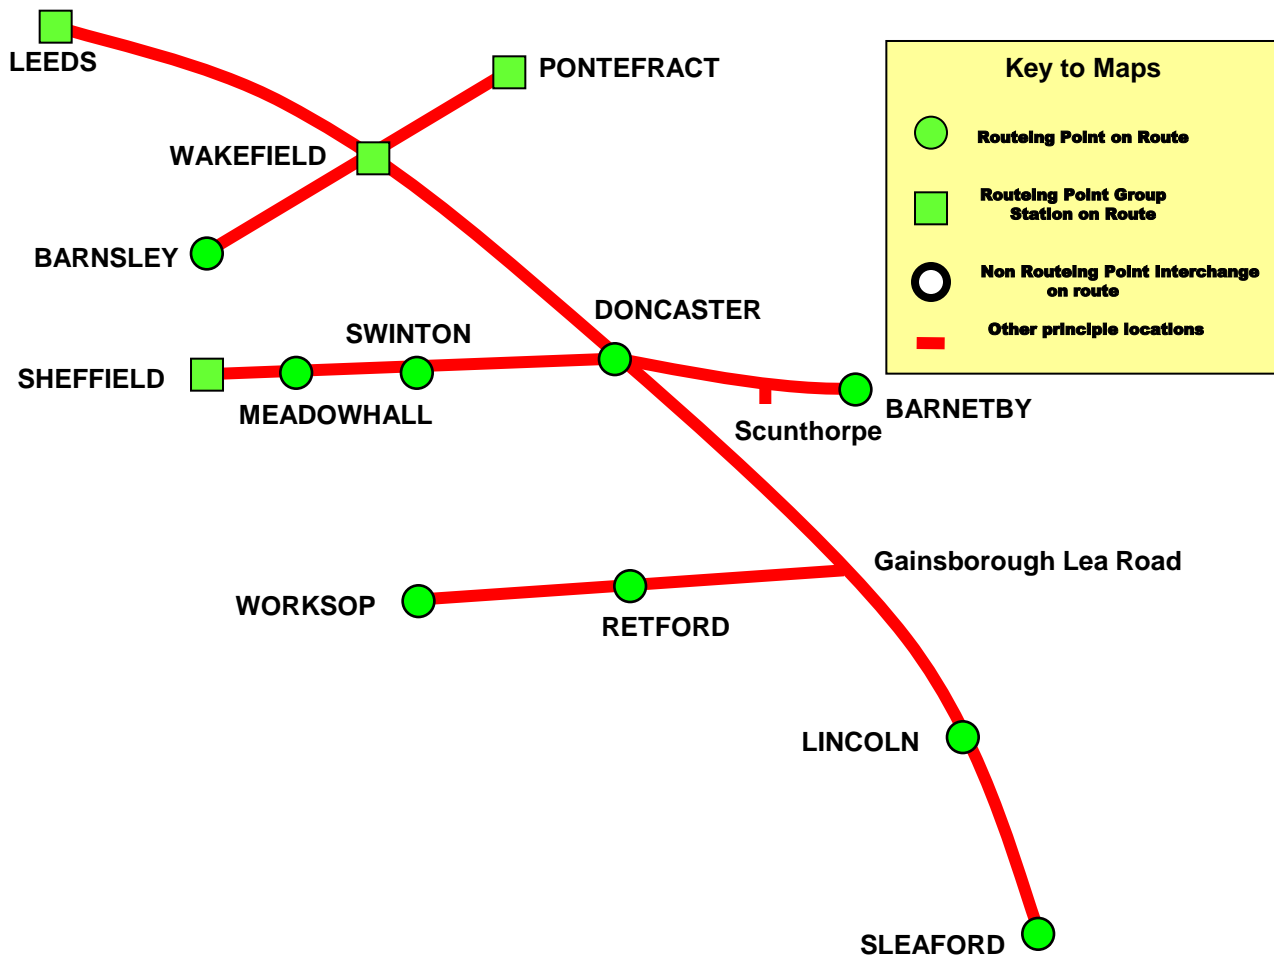 LEEDS
PONTEFRACT
Key to Maps
Routeing Point on Route
WAKEFIELD
Routeing Point Group
Station on Route
BARNSLEY
Non Routeing Point Interchange
on route
DONCASTER
Other principle locations
SWINTON
SHEFFIELD
MEADOWHALL
BARNETBY
Scunthorpe
Gainsborough Lea Road
WORKSOP
RETFORD
LINCOLN
SLEAFORD